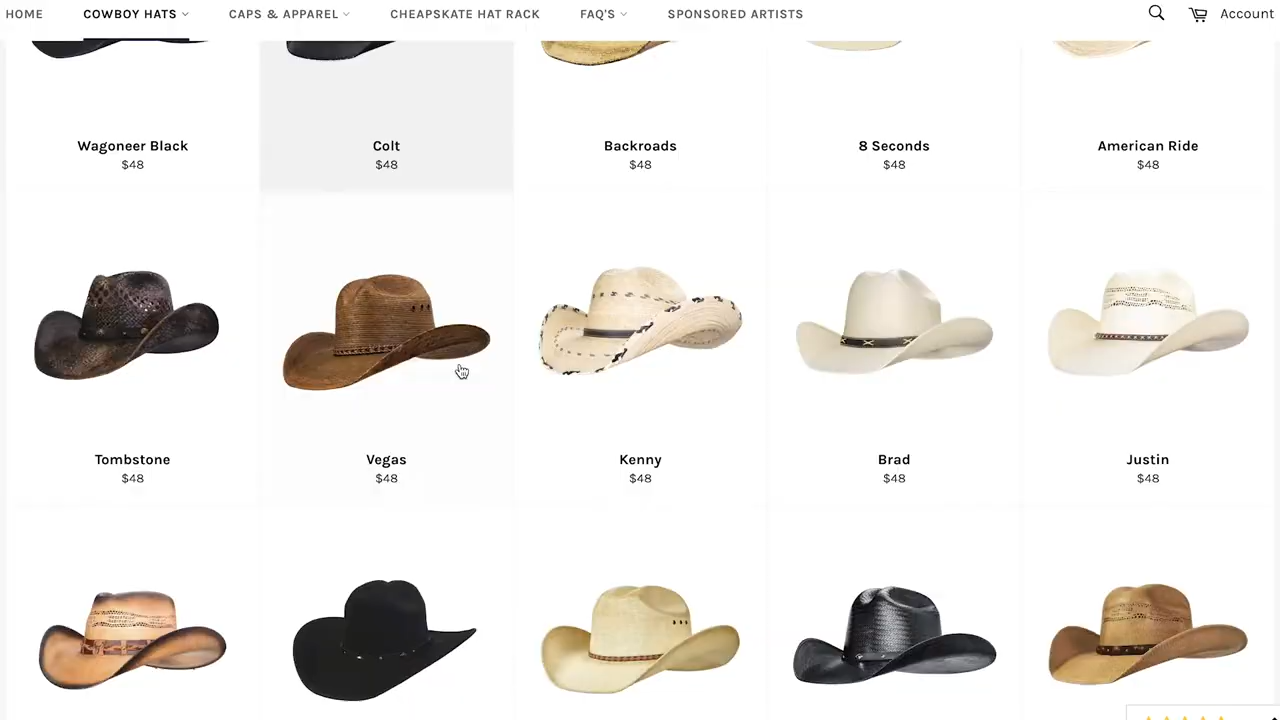 HOME
COWBOY HATS
CAPS & APPAREL
CHEAPSKATE HAT RACK
FAQ'S
SPONSORED ARTISTS
Account
Wagoneer Black
$48
Colt
$48
Backroads
$48
8 Seconds
$48
American Ride
$48
Tombstone
$48
Vegas
$48
Kenny
$48
Brad
$48
Justin
$48